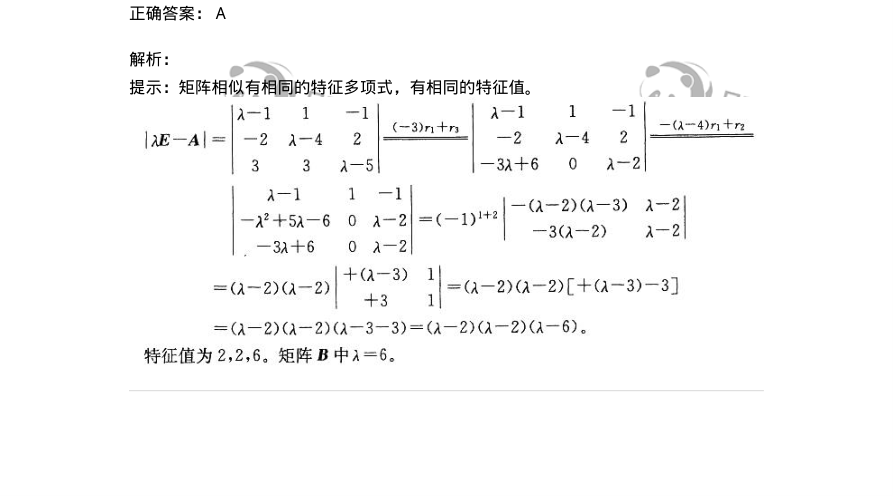 正确答案： A
解析：
提示：矩阵相似有相同的特征多项式，有相同的特征值。
|λE－A|＝ | λ－1 1 －1 ; －2 λ－4 2 ; 3 3 λ－5 | (－3)r₁＋r₃ ==== | λ－1 1 －1 ; －2 λ－4 2 ; －3λ＋6 0 λ－2 | －(λ－4)r₁＋r₂ ====
| λ－1 1 －1 ; －λ²＋5λ－6 0 λ－2 ; －3λ＋6 0 λ－2 | ＝(－1)¹⁺² | －(λ－2)(λ－3) λ－2 ; －3(λ－2) λ－2 |
＝(λ－2)(λ－2) | ＋(λ－3) 1 ; ＋3 1 | ＝(λ－2)(λ－2)[＋(λ－3)－3]
＝(λ－2)(λ－2)(λ－3－3)＝(λ－2)(λ－2)(λ－6)。
特征值为 2,2,6。矩阵 B 中 λ＝6。